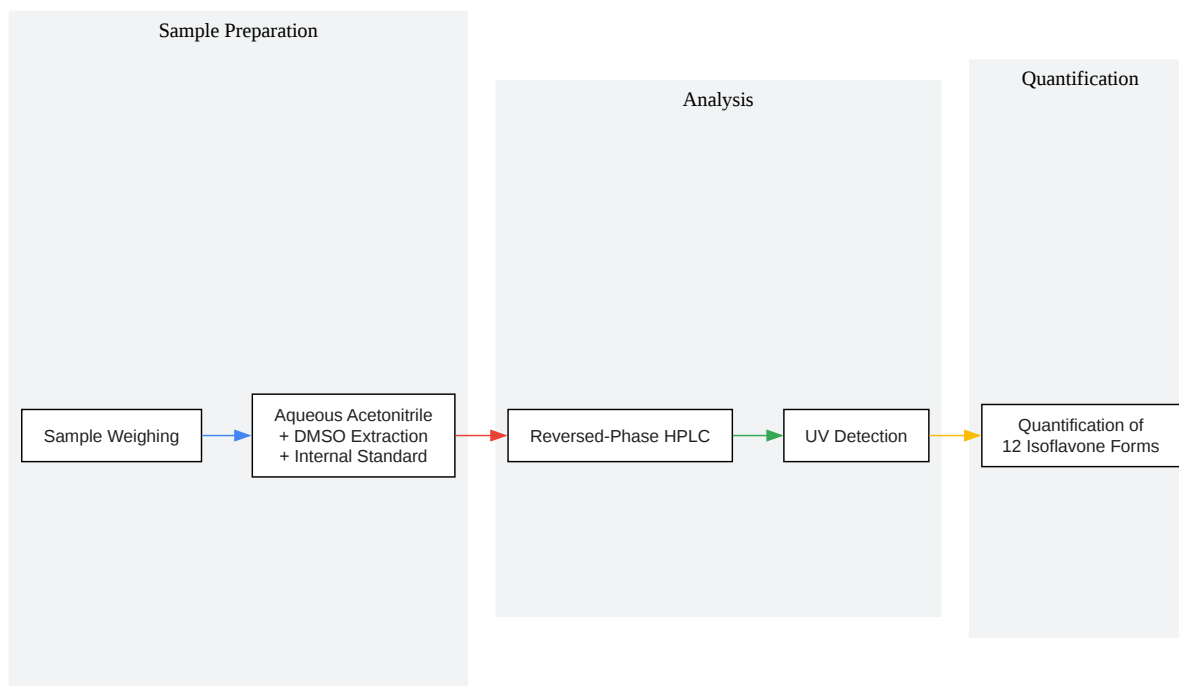 Sample Preparation
Sample Weighing
Aqueous Acetonitrile
+ DMSO Extraction
+ Internal Standard
Analysis
Reversed-Phase HPLC
UV Detection
Quantification
Quantification of
12 Isoflavone Forms